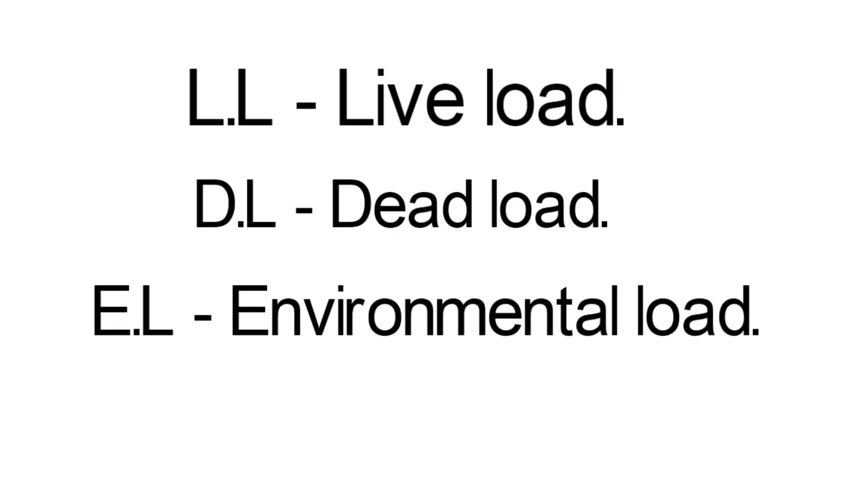 L.L - Live load.
D.L - Dead load.
E.L - Environmental load.